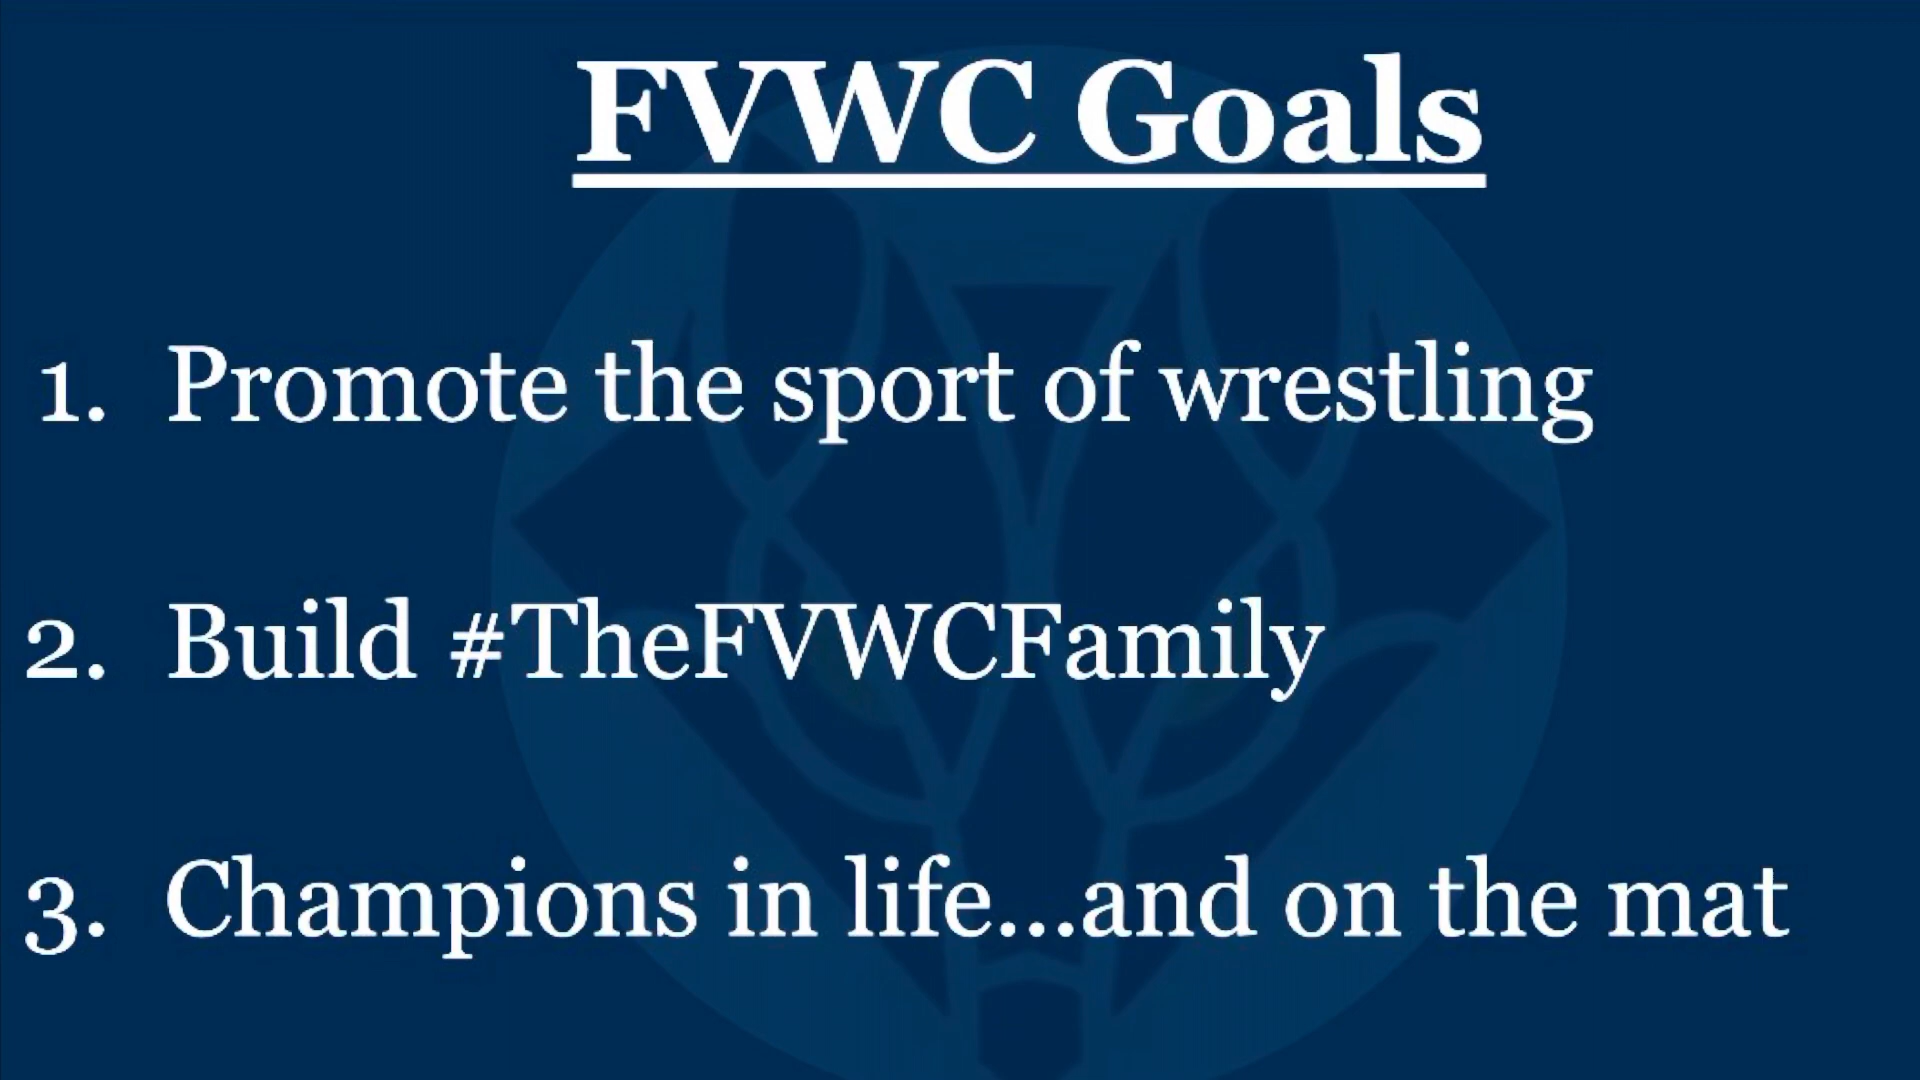 FVWC Goals
1. Promote the sport of wrestling
2. Build #TheFVWCFamily
3. Champions in life...and on the mat